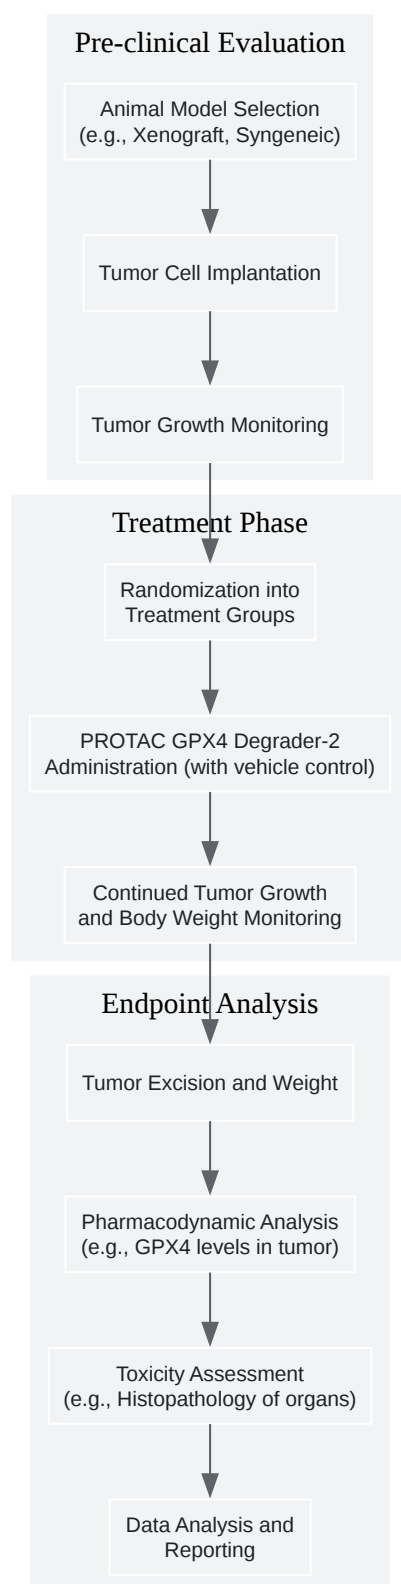 Pre-clinical Evaluation
Animal Model Selection
(e.g., Xenograft, Syngeneic)
Tumor Cell Implantation
Tumor Growth Monitoring
Treatment Phase
Randomization into
Treatment Groups
PROTAC GPX4 Degrader-2
Administration (with vehicle control)
Continued Tumor Growth
and Body Weight Monitoring
Endpoint Analysis
Tumor Excision and Weight
Pharmacodynamic Analysis
(e.g., GPX4 levels in tumor)
Toxicity Assessment
(e.g., Histopathology of organs)
Data Analysis and
Reporting